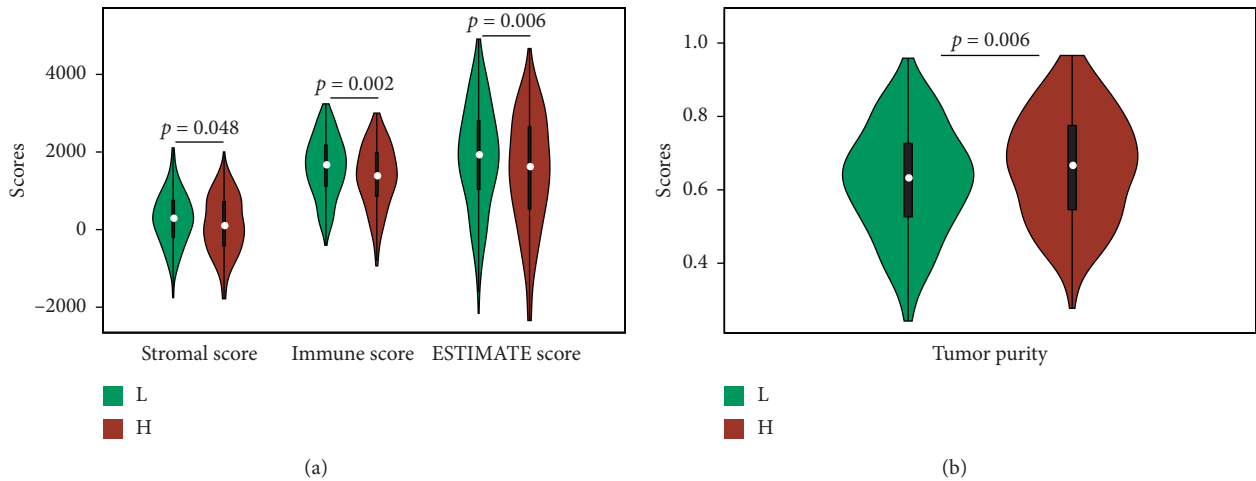 Scores
4000
2000
0
−2000
p = 0.048
p = 0.002
p = 0.006
Stromal score
Immune score
ESTIMATE score
L
H
(a)
Scores
1.0
0.8
0.6
0.4
p = 0.006
Tumor purity
L
H
(b)